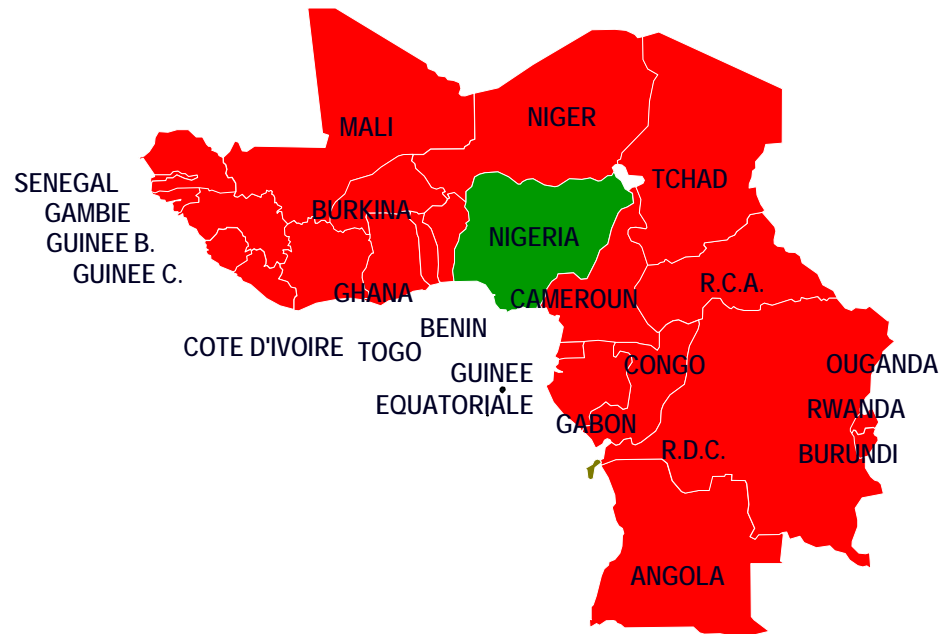 MALI
NIGER
TCHAD
SENEGAL
GAMBIE
BURKINA
GUINEE B.
NIGERIA
GUINEE C.
R.C.A.
GHANA
CAMEROUN
BENIN
COTE D'IVOIRE
TOGO
GUINEE
EQUATORIALE
CONGO
OUGANDA
GABON
RWANDA
R.D.C.
BURUNDI
ANGOLA